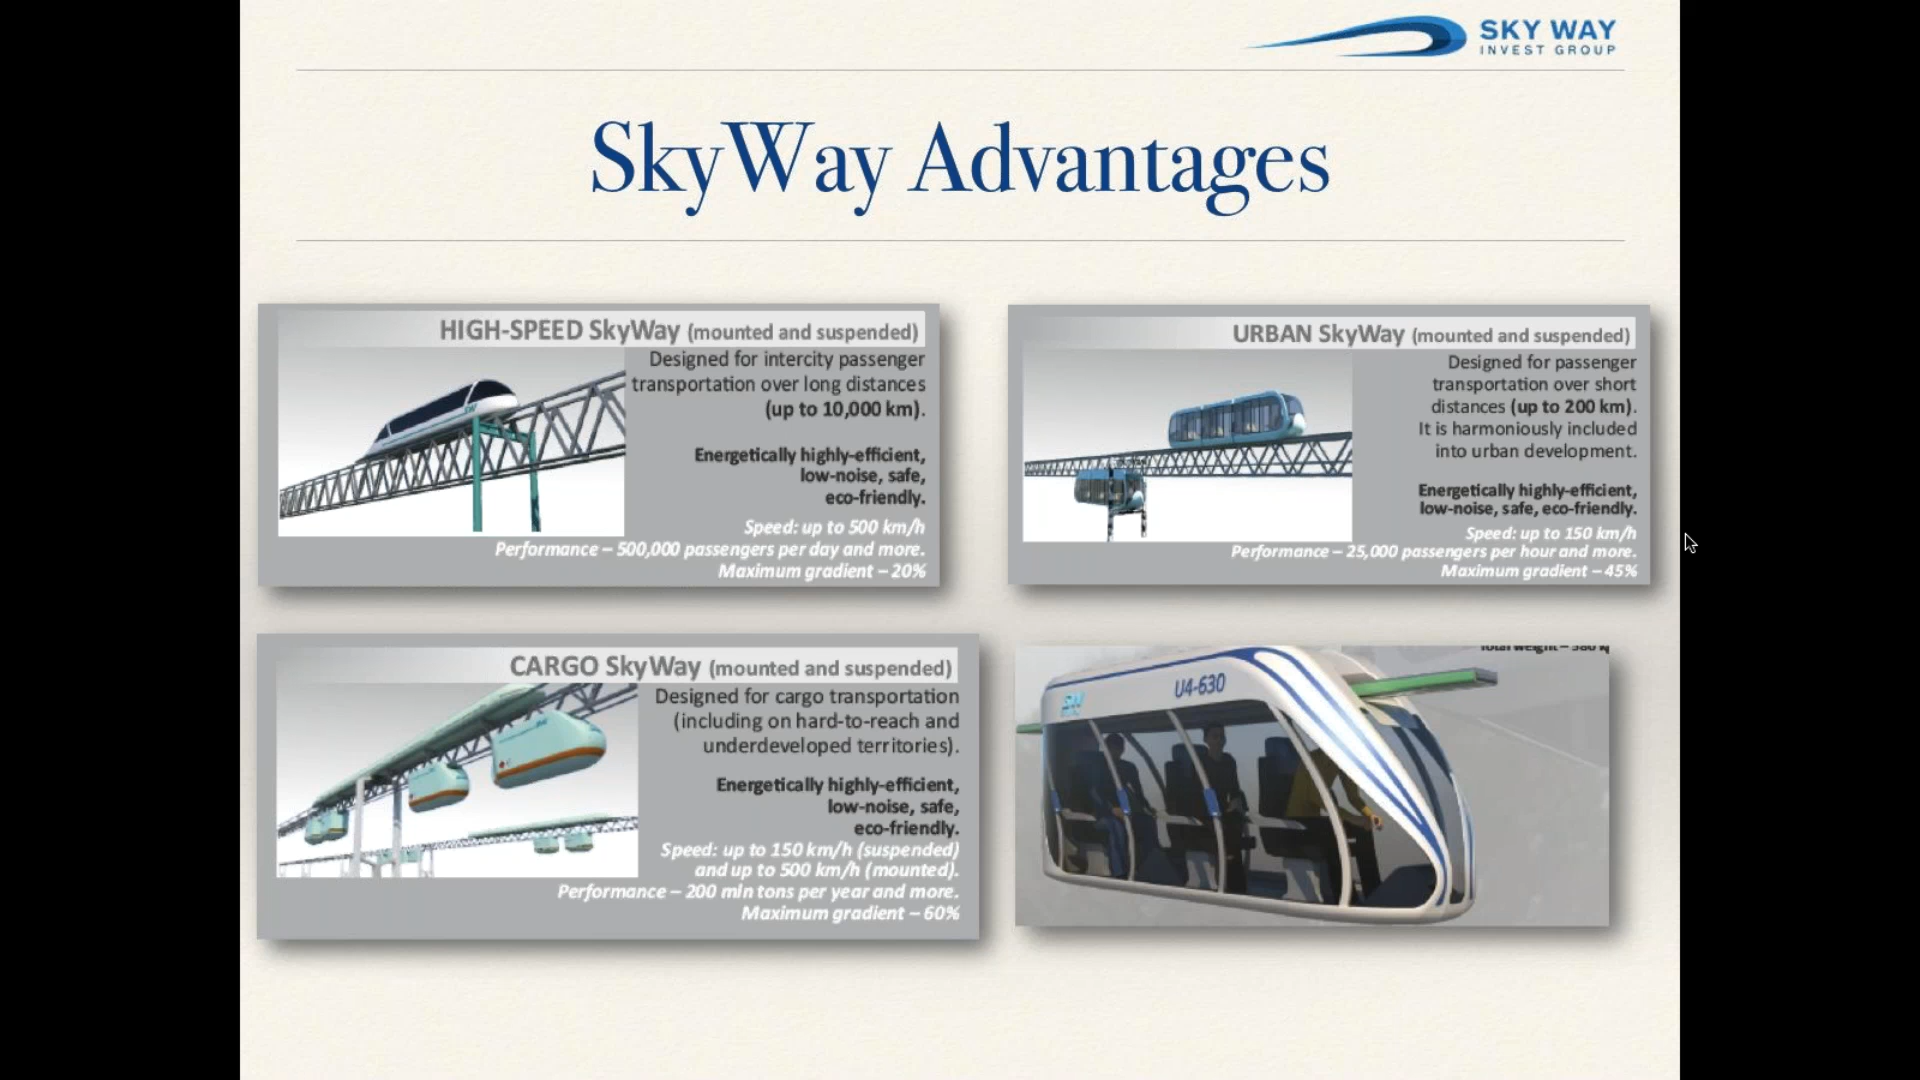 SKY WAY
INVEST GROUP
SkyWay Advantages
HIGH-SPEED SkyWay (mounted and suspended)
Designed for intercity passenger
transportation over long distances
(up to 10,000 km).
Energetically highly-efficient,
low-noise, safe,
eco-friendly.
Speed: up to 500 km/h
Performance – 500,000 passengers per day and more.
Maximum gradient – 20%
URBAN SkyWay (mounted and suspended)
Designed for passenger
transportation over short
distances (up to 200 km).
It is harmoniously included
into urban development.
Energetically highly-efficient,
low-noise, safe, eco-friendly.
Speed: up to 150 km/h
Performance – 25,000 passengers per hour and more.
Maximum gradient – 45%
CARGO SkyWay (mounted and suspended)
Designed for cargo transportation
(including on hard-to-reach and
underdeveloped territories).
Energetically highly-efficient,
low-noise, safe,
eco-friendly.
Speed: up to 150 km/h (suspended)
and up to 500 km/h (mounted).
Performance – 200 mln tons per year and more.
Maximum gradient – 60%
Total weight –
SW
U4-630